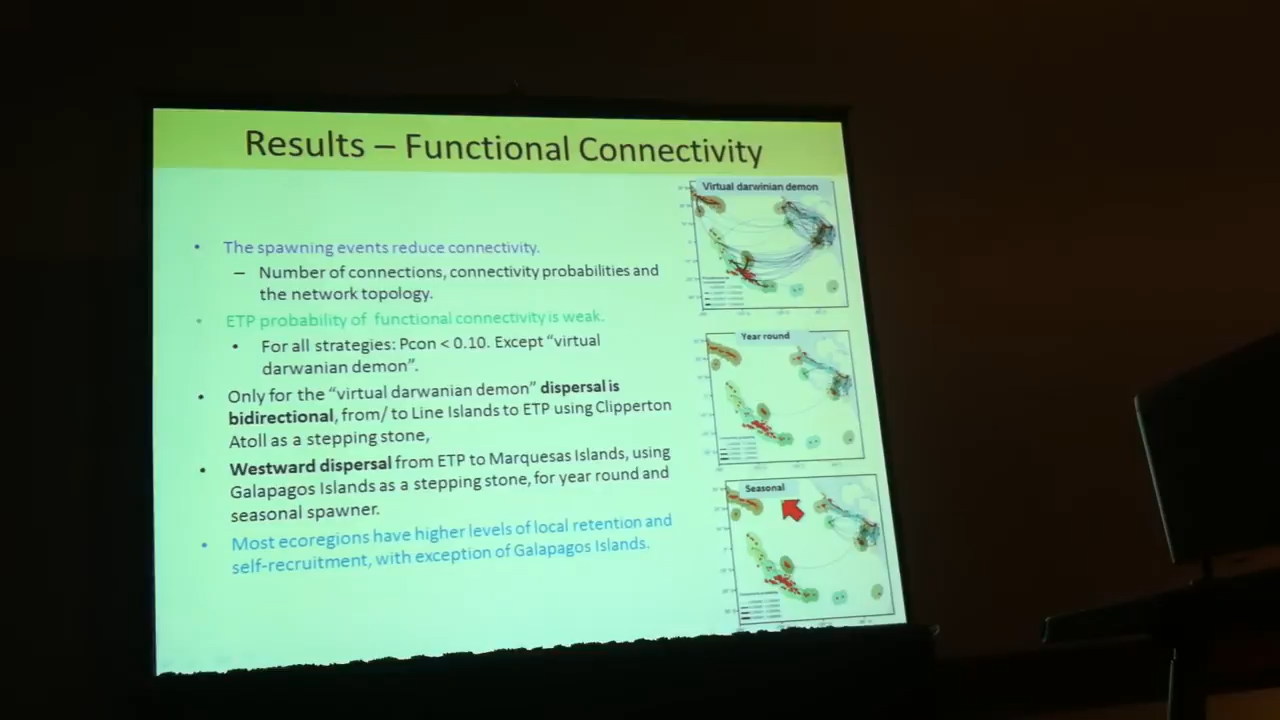 Results – Functional Connectivity
• The spawning events reduce connectivity.
– Number of connections, connectivity probabilities and
the network topology.
• ETP probability of functional connectivity is weak.
• For all strategies: Pcon < 0.10. Except “virtual
darwanian demon”.
• Only for the “virtual darwanian demon” dispersal is
bidirectional, from/ to Line Islands to ETP using Clipperton
Atoll as a stepping stone,
• Westward dispersal from ETP to Marquesas Islands, using
Galapagos Islands as a stepping stone, for year round and
seasonal spawner.
• Most ecoregions have higher levels of local retention and
self-recruitment, with exception of Galapagos Islands.
Virtual darwinian demon
Year round
Seasonal